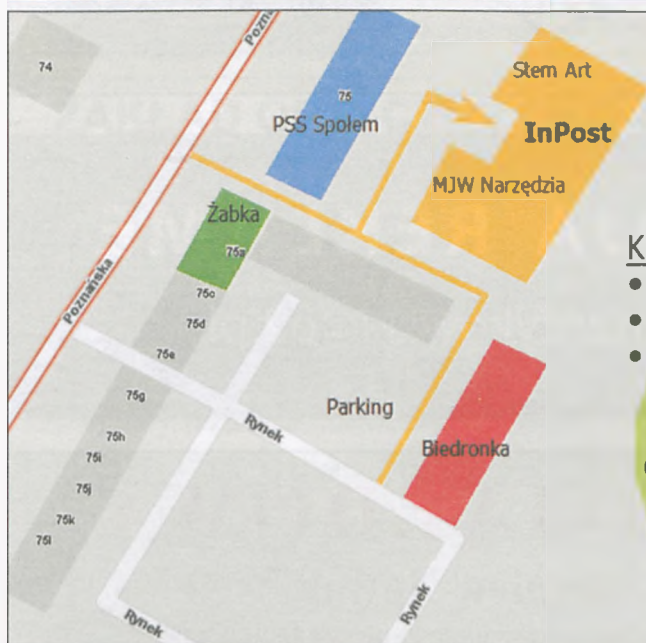 Pozna
74
Stem Art
75
PSS Społem
InPost
MJW Narzędzia
Żabka
75a
K
75c
Poznańska
75d
75e
75g
Parking
Rynek
75h
Biedronka
75i
75j
75k
75l
Rynek
Rynek